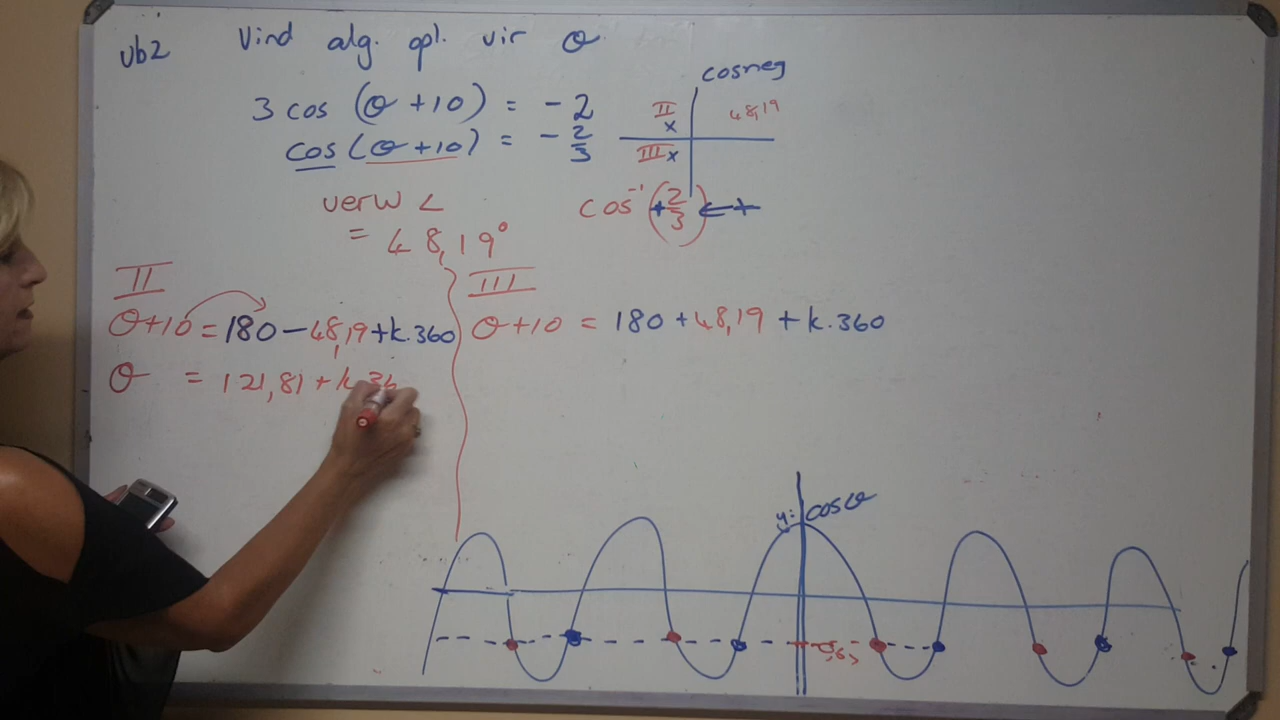 vb2 Vind alg. opl. vir θ
3 cos (θ +10) = -2
cos (θ +10) = -2/3
cos neg
II x 48,19
III x
verw ∠
= 48,19°
cos⁻¹ (+2/3) ← +
II
θ+10 = 180 - 48,19 + k.360
θ = 121,81 + k.36
III
θ+10 = 180 + 48,19 + k.360
y = cosθ